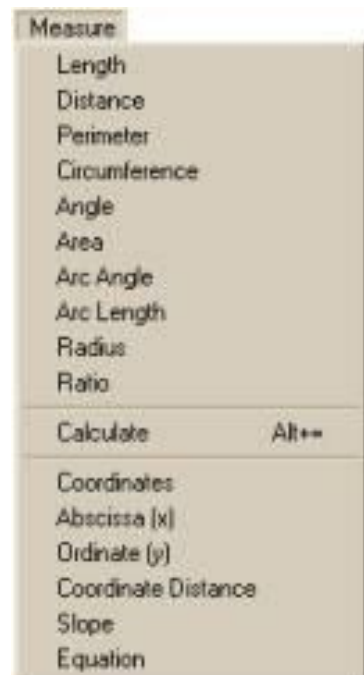 Measure
Length
Distance
Perimeter
Circumference
Angle
Area
Arc Angle
Arc Length
Radius
Ratio
Calculate Alt+=
Coordinates
Abscissa (x)
Ordinate (y)
Coordinate Distance
Slope
Equation